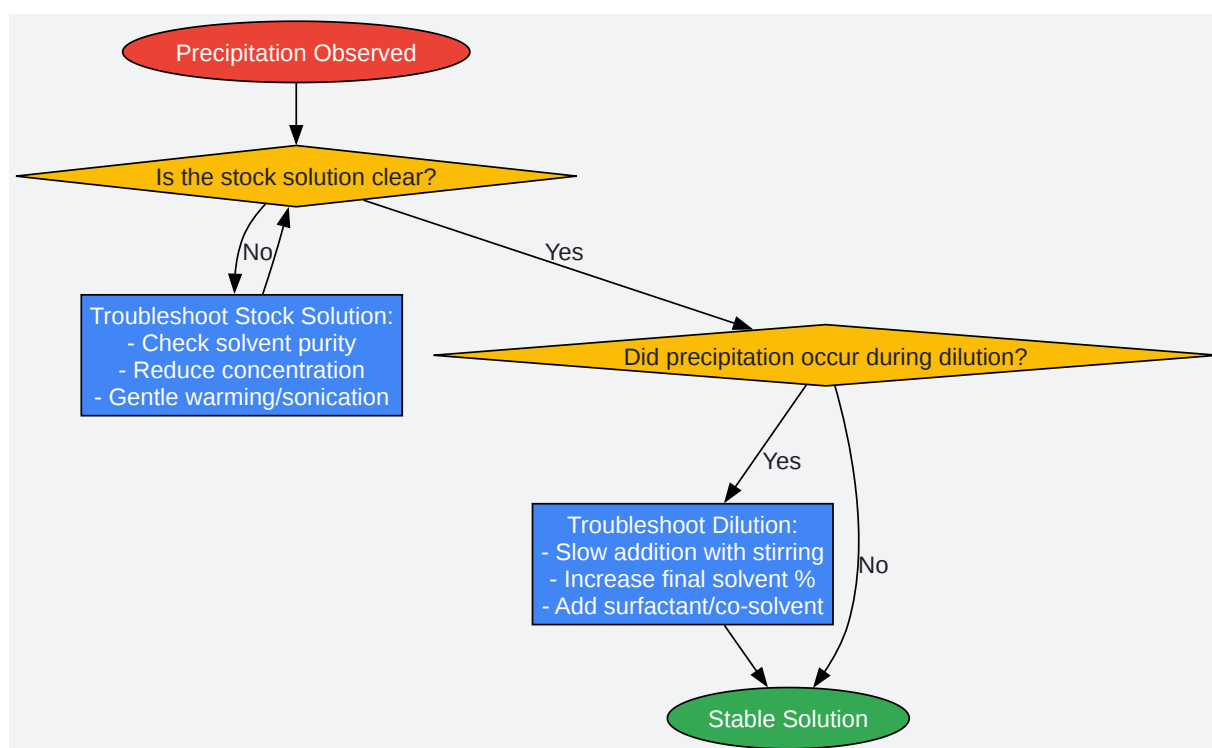 Precipitation Observed
Is the stock solution clear?
No
Yes
Troubleshoot Stock Solution:
- Check solvent purity
- Reduce concentration
- Gentle warming/sonication
Did precipitation occur during dilution?
Yes
Troubleshoot Dilution:
- Slow addition with stirring
- Increase final solvent %
- Add surfactant/co-solvent
No
Stable Solution